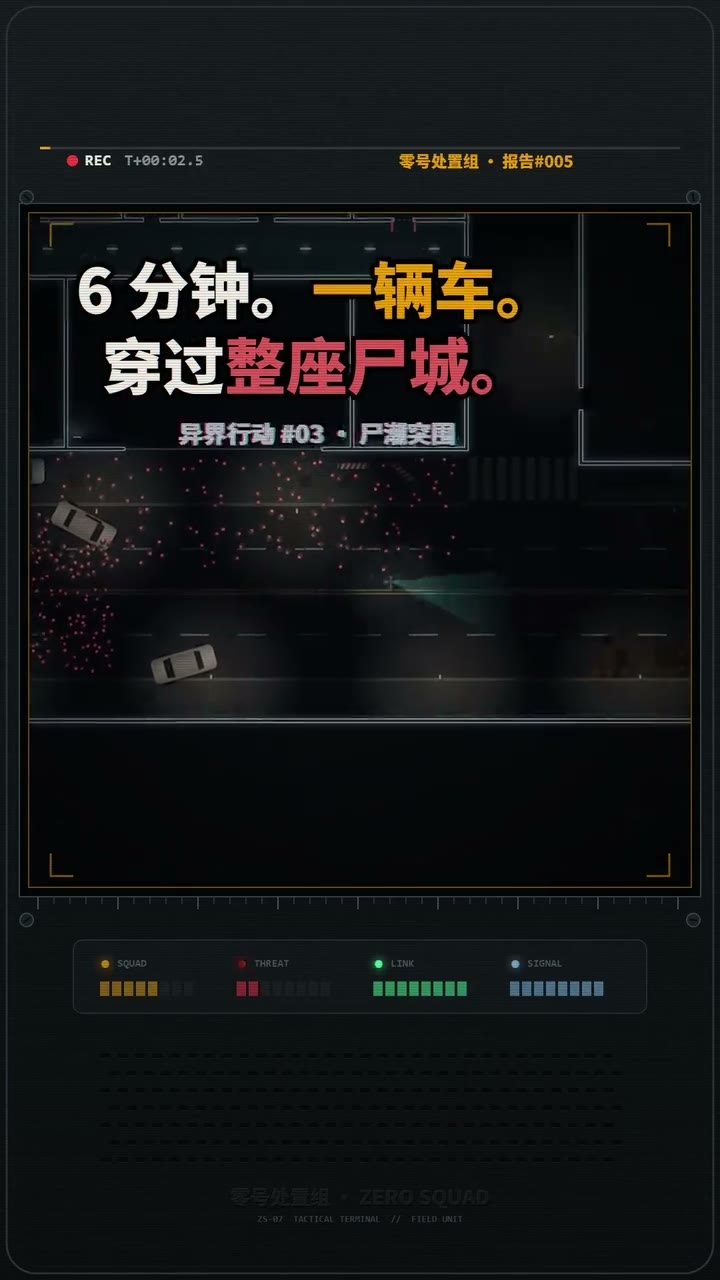 REC T+00:02.5 零号处置组 • 报告#005
6 分钟。一辆车。
穿过整座尸城。
异界行动 #03 • 尸潮突围
SQUAD THREAT LINK SIGNAL
零号处置组 • ZERO SQUAD
ZS-07 TACTICAL TERMINAL // FIELD UNIT